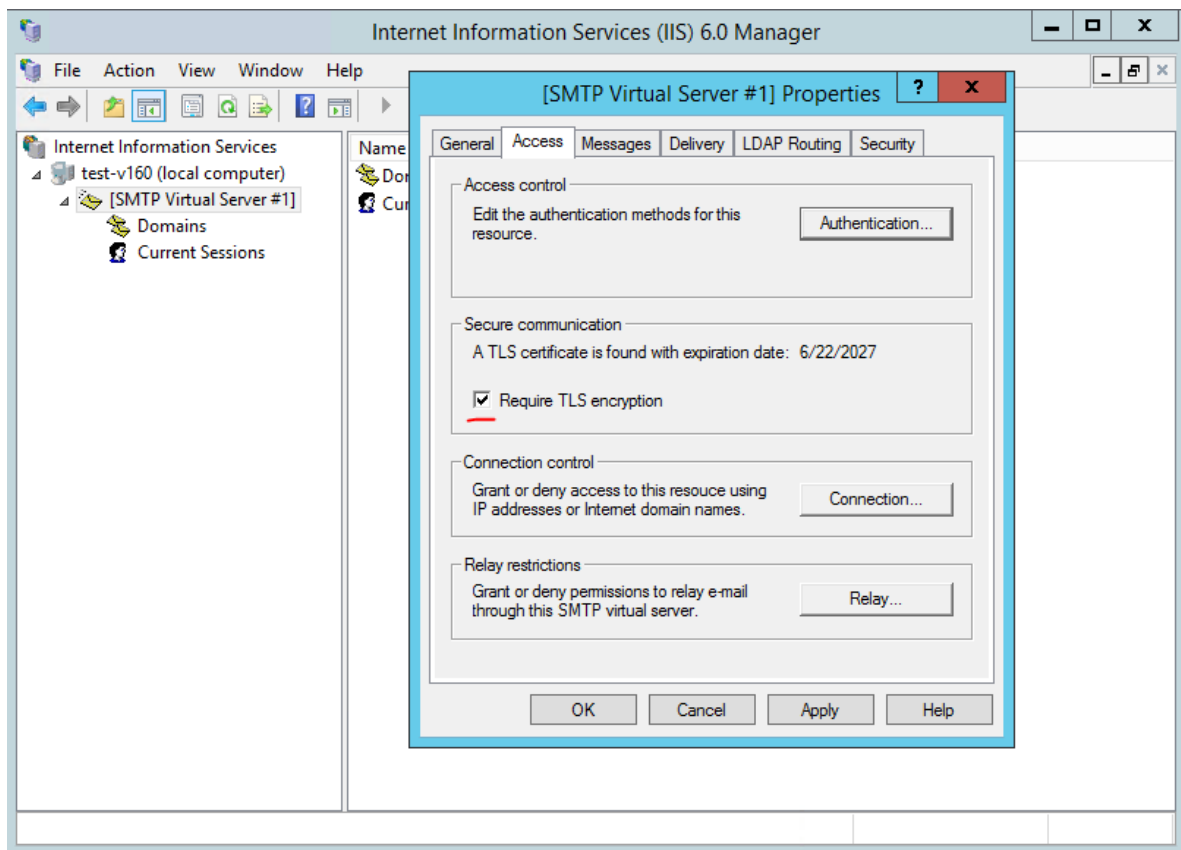 Internet Information Services (IIS) 6.0 Manager
File Action View Window Help
Internet Information Services
test-v160 (local computer)
[SMTP Virtual Server #1]
Domains
Current Sessions
Name
Dor
Cur
[SMTP Virtual Server #1] Properties
General Access Messages Delivery LDAP Routing Security
Access control
Edit the authentication methods for this
resource.
Authentication...
Secure communication
A TLS certificate is found with expiration date: 6/22/2027
Require TLS encryption
Connection control
Grant or deny access to this resouce using
IP addresses or Internet domain names.
Connection...
Relay restrictions
Grant or deny permissions to relay e-mail
through this SMTP virtual server.
Relay...
OK Cancel Apply Help